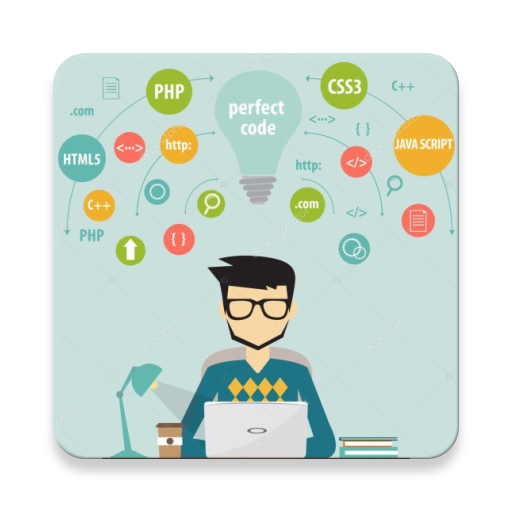 PHP
CSS3
C++
.com
perfect
code
<···>
{ }
HTML5
<···>
http:
JAVA SCRIPT
http:
</>
C++
.com
</>
PHP
{ }